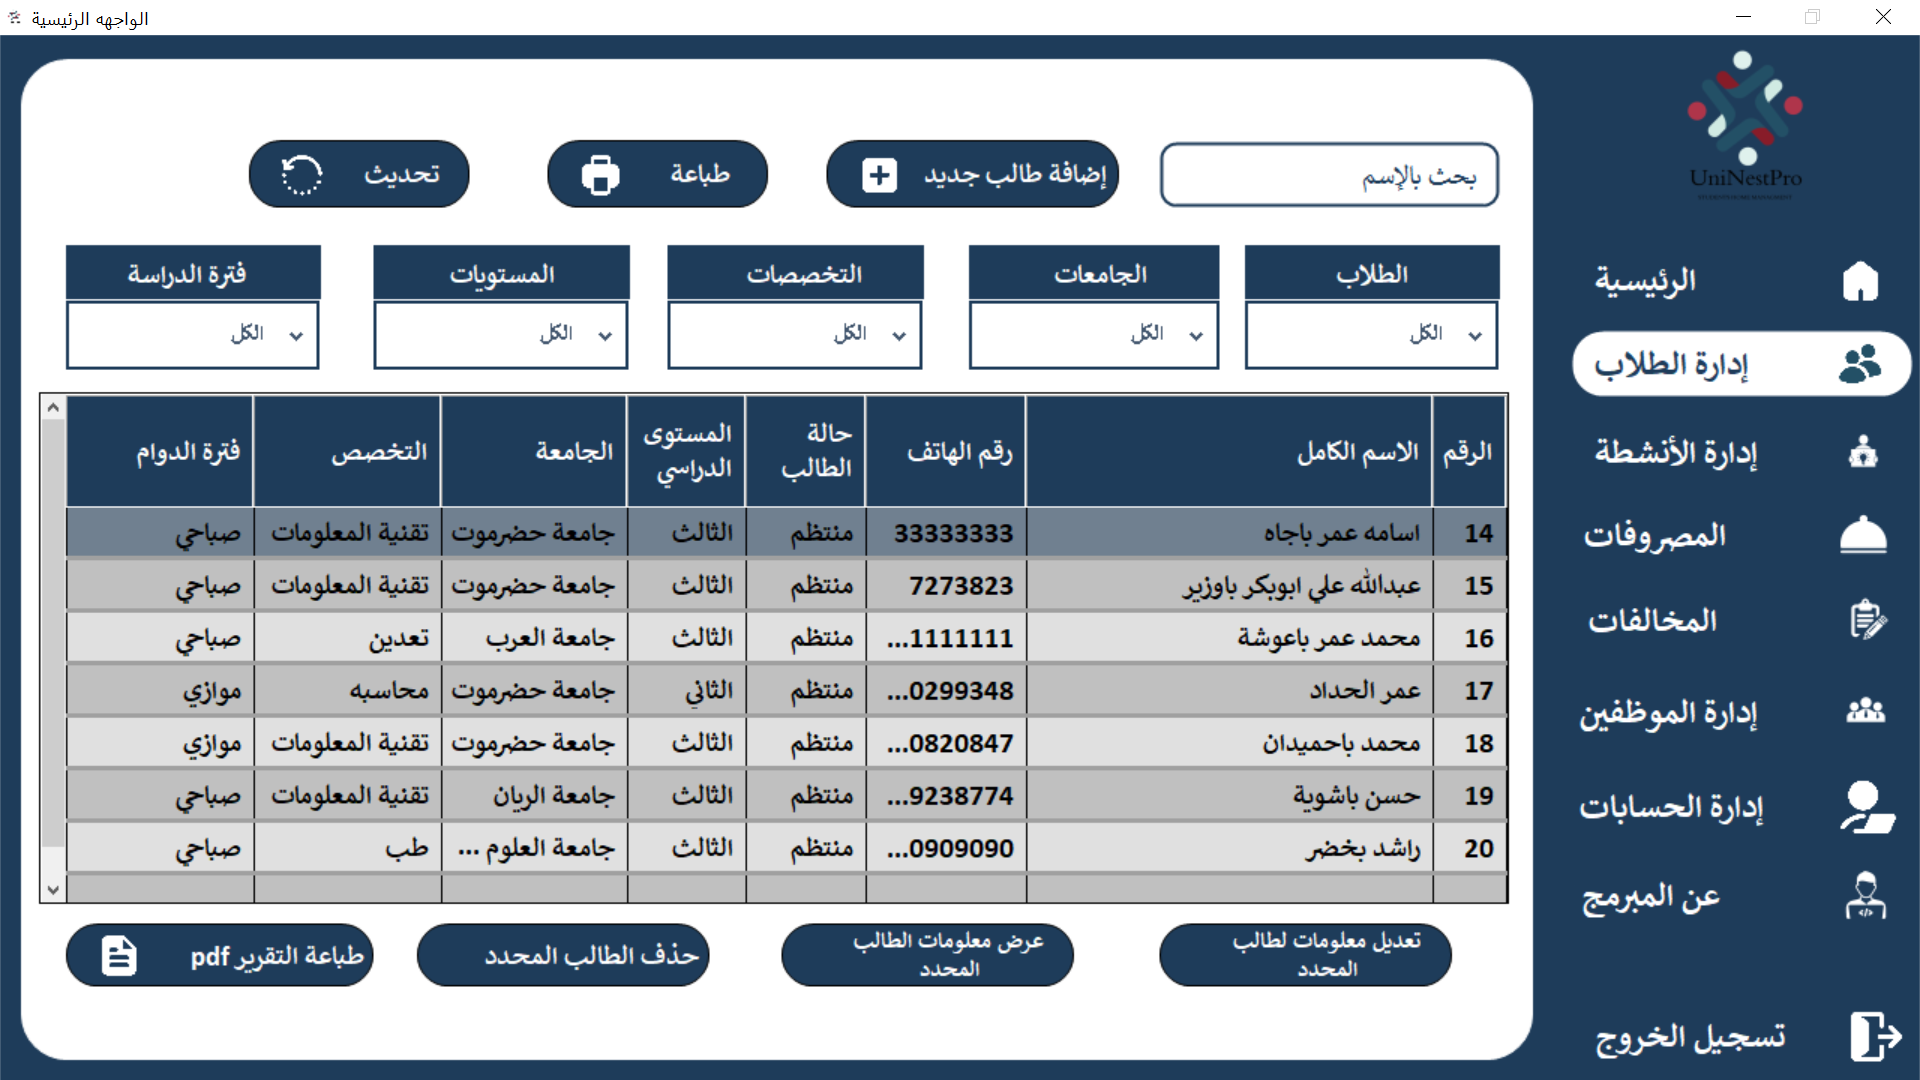 الواجهه الرئيسية
UniNestPro
بحث بالإسم
إضافة طالب جديد
طباعة
تحديث
الطلاب
الجامعات
التخصصات
المستويات
فترة الدراسة
الكل
الكل
الكل
الكل
الكل
الرقم الاسم الكامل رقم الهاتف حالة الطالب المستوى الدراسي الجامعة التخصص فترة الدوام
14 اسامه عمر باجاه 33333333 منتظم الثالث جامعة حضرموت تقنية المعلومات صباحي
15 عبدالله علي ابوبكر باوزير 7273823 منتظم الثالث جامعة حضرموت تقنية المعلومات صباحي
16 محمد عمر باعوشة 1111111... منتظم الثالث جامعة العرب تعدين صباحي
17 عمر الحداد 0299348... منتظم الثاني جامعة حضرموت محاسبه موازي
18 محمد باحميدان 0820847... منتظم الثالث جامعة حضرموت تقنية المعلومات موازي
19 حسن باشوية 9238774... منتظم الثالث جامعة الريان تقنية المعلومات صباحي
20 راشد بخضر 0909090... منتظم الثالث جامعة العلوم ... طب صباحي
تعديل معلومات لطالب
المحدد
عرض معلومات الطالب
المحدد
حذف الطالب المحدد
طباعة التقرير pdf
الرئيسية
إدارة الطلاب
إدارة الأنشطة
المصروفات
المخالفات
إدارة الموظفين
إدارة الحسابات
عن المبرمج
تسجيل الخروج